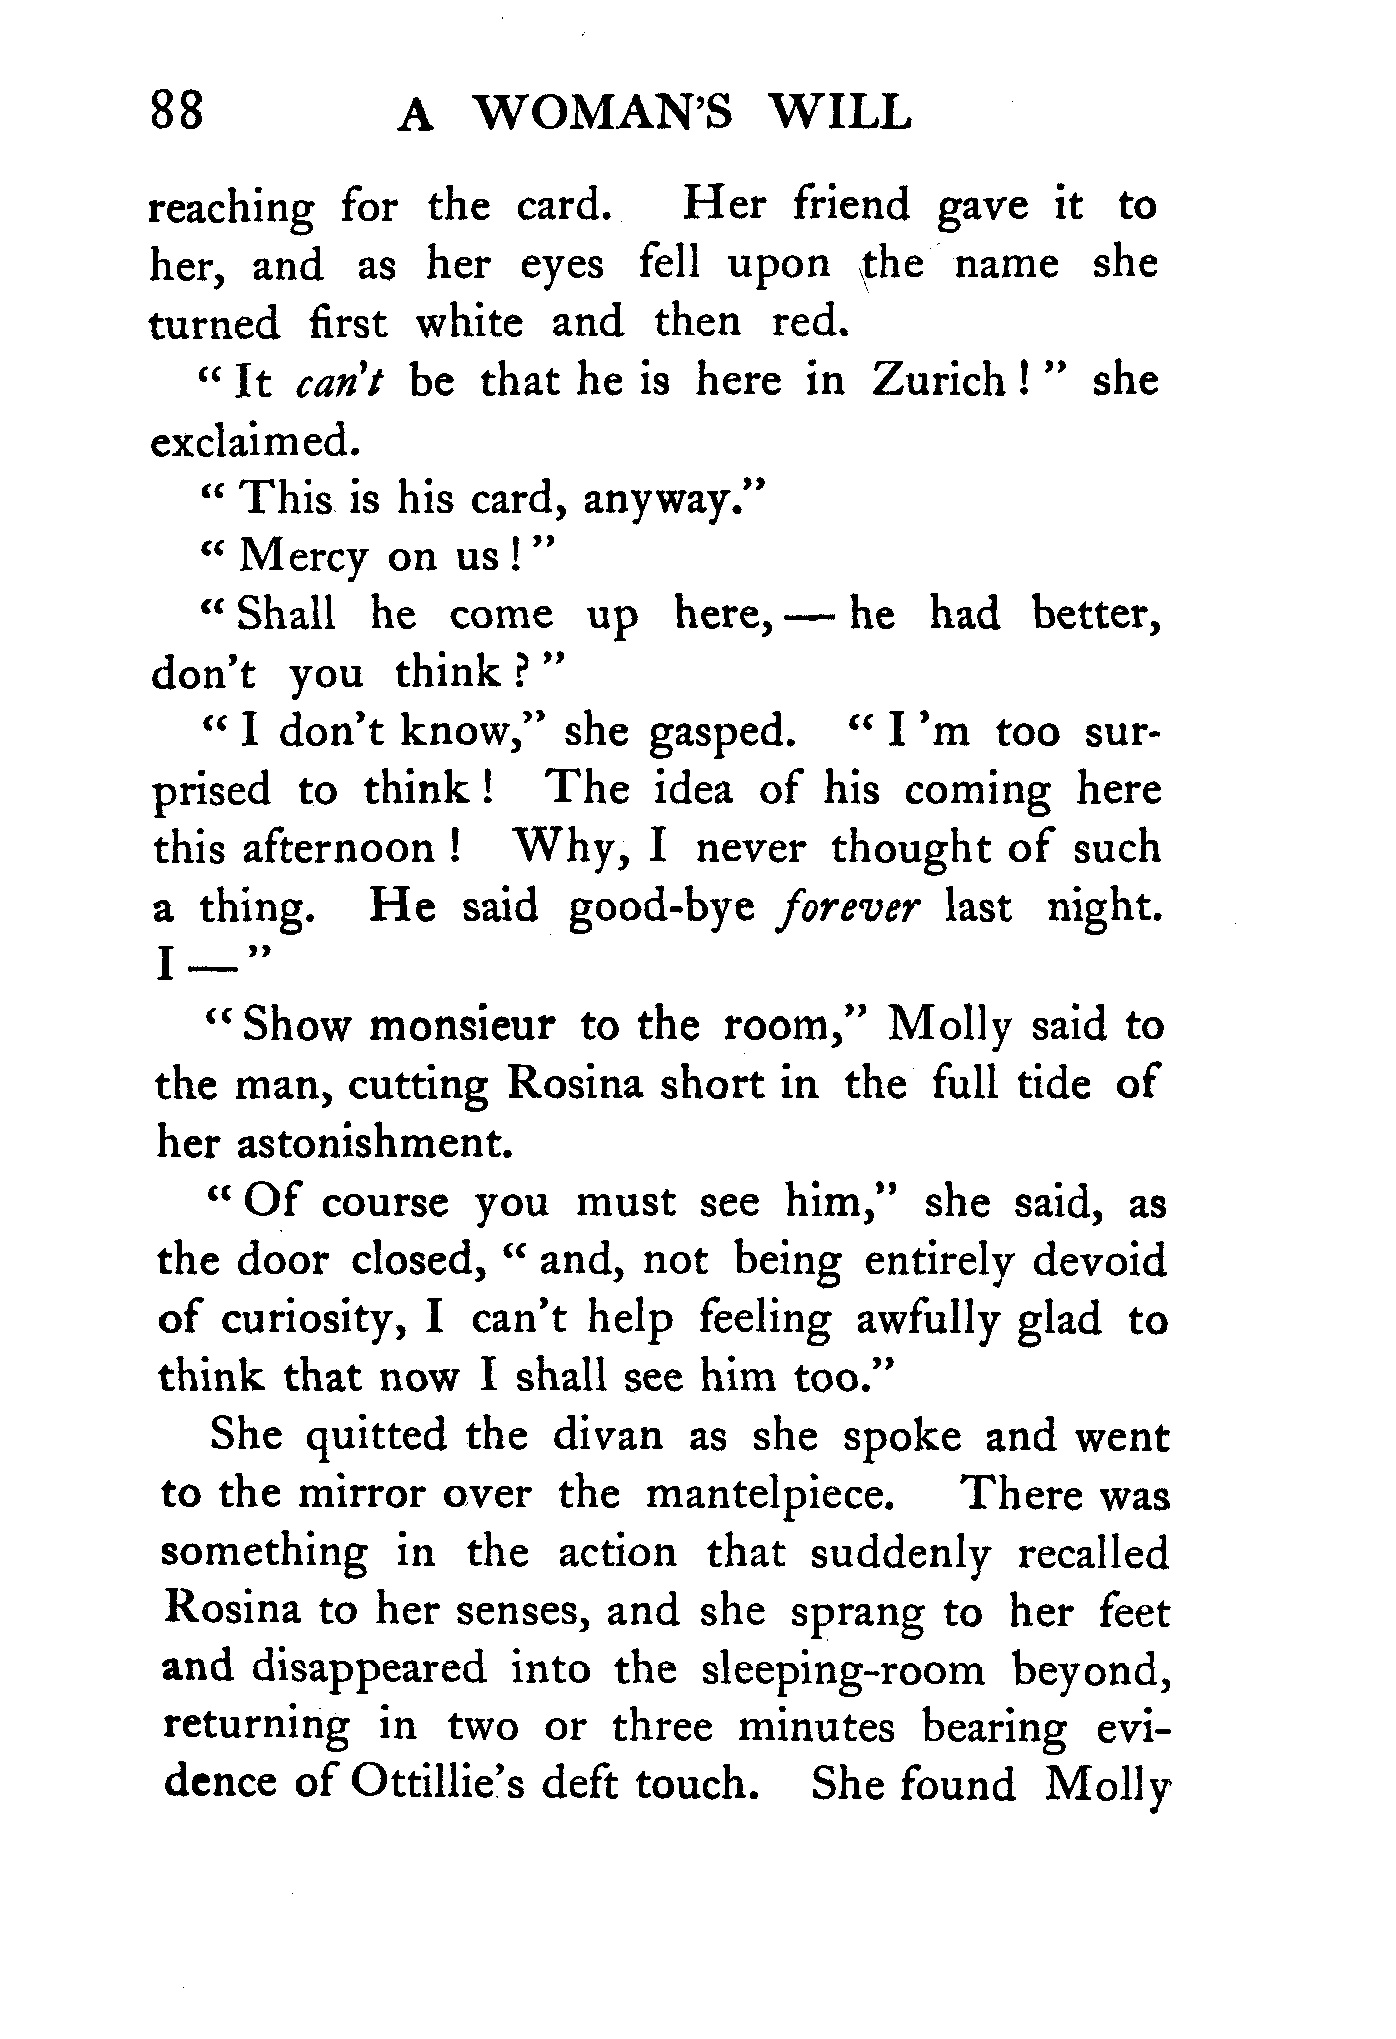 88 A WOMAN'S WILL
reaching for the card. Her friend gave it to
her, and as her eyes fell upon the name she
turned first white and then red.
“ It can't be that he is here in Zurich ! ” she
exclaimed.
“ This is his card, anyway.”
“ Mercy on us ! ”
“ Shall he come up here, — he had better,
don't you think ? ”
“ I don't know,” she gasped. “ I 'm too sur-
prised to think ! The idea of his coming here
this afternoon ! Why, I never thought of such
a thing. He said good-bye forever last night.
I — ”
“ Show monsieur to the room,” Molly said to
the man, cutting Rosina short in the full tide of
her astonishment.
“ Of course you must see him,” she said, as
the door closed, “ and, not being entirely devoid
of curiosity, I can't help feeling awfully glad to
think that now I shall see him too.”
She quitted the divan as she spoke and went
to the mirror over the mantelpiece. There was
something in the action that suddenly recalled
Rosina to her senses, and she sprang to her feet
and disappeared into the sleeping-room beyond,
returning in two or three minutes bearing evi-
dence of Ottillie's deft touch. She found Molly